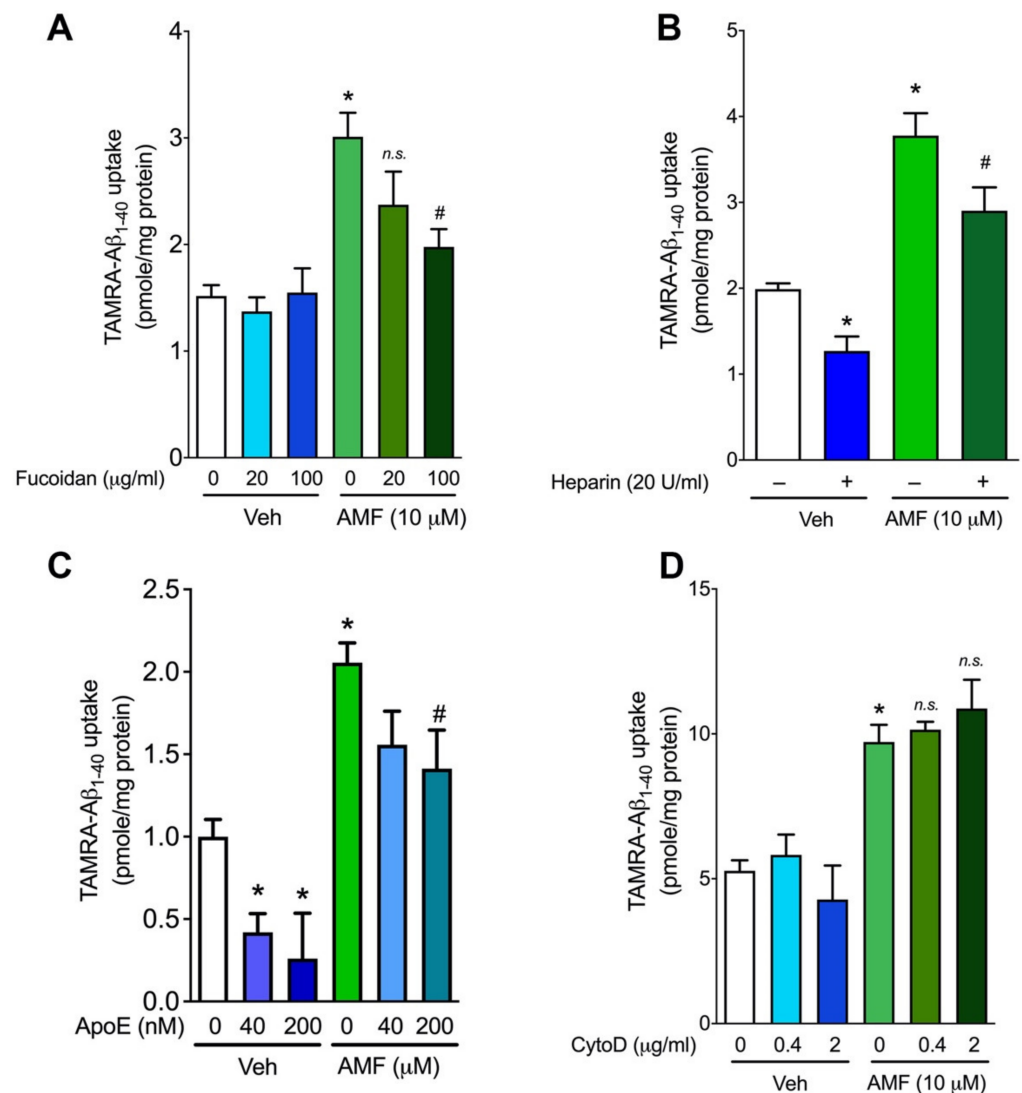 A
TAMRA-Aβ1-40 uptake
(pmole/mg protein)
4
3
2
1
0
*
n.s.
#
Fucoidan (μg/ml) 0 20 100 0 20 100
Veh AMF (10 μM)
B
TAMRA-Aβ1-40 uptake
(pmole/mg protein)
5
4
3
2
1
0
*
*
#
Heparin (20 U/ml) – + – +
Veh AMF (10 μM)
C
TAMRA-Aβ1-40 uptake
(pmole/mg protein)
2.5
2.0
1.5
1.0
0.5
0.0
* *
*
#
ApoE (nM) 0 40 200 0 40 200
Veh AMF (μM)
D
TAMRA-Aβ1-40 uptake
(pmole/mg protein)
15
10
5
0
*
n.s.
n.s.
CytoD (μg/ml) 0 0.4 2 0 0.4 2
Veh AMF (10 μM)